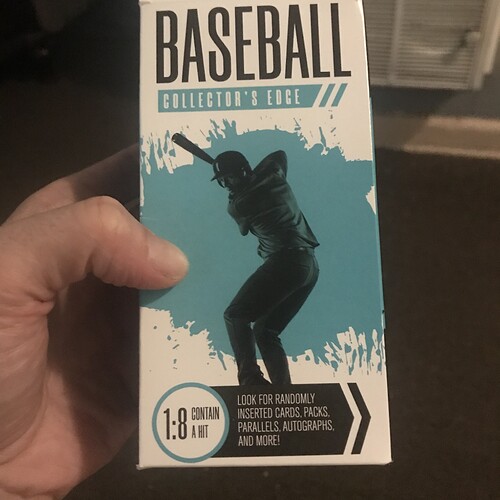 BASEBALL
COLLECTOR'S EDGE
1:8 CONTAIN
A HIT
LOOK FOR RANDOMLY
INSERTED CARDS, PACKS,
PARALLELS, AUTOGRAPHS,
AND MORE!